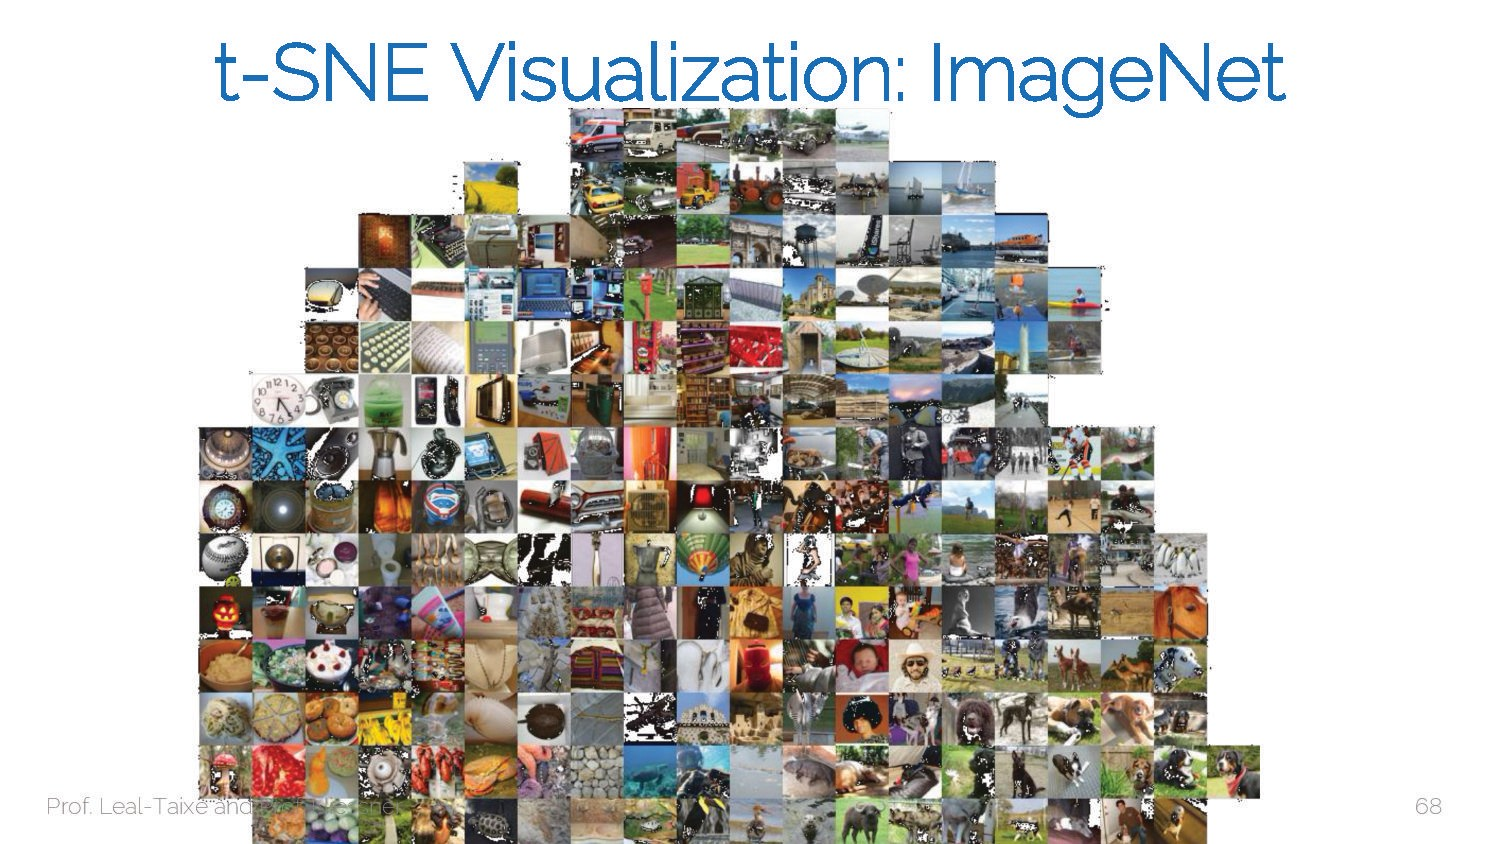 t-SNE Visualization: ImageNet
Prof. Leal-Taixé and
68